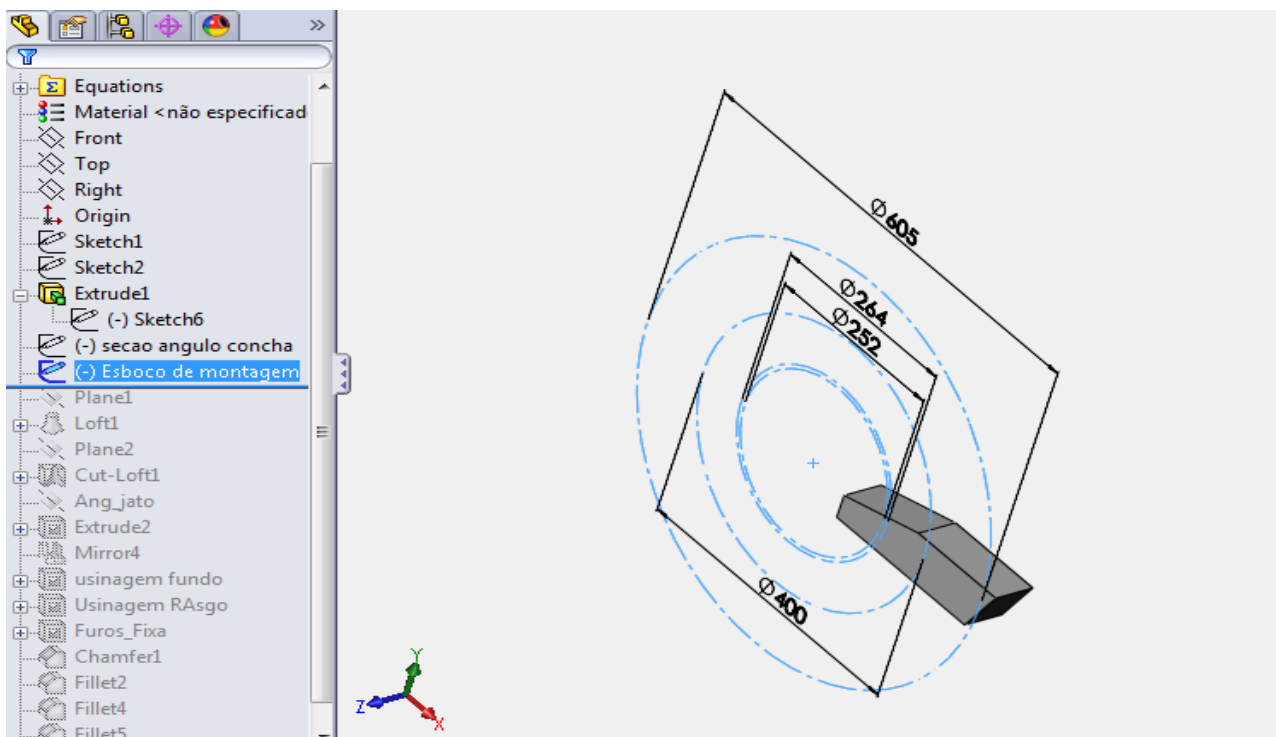 »
Equations
Material <não especificad
Front
Top
Right
Origin
Sketch1
Sketch2
Extrude1
(-) Sketch6
(-) secao angulo concha
(-) Esboco de montagem
Plane1
Loft1
Plane2
Cut-Loft1
Ang_jato
Extrude2
Mirror4
usinagem fundo
Usinagem RAsgo
Furos_Fixa
Chamfer1
Fillet2
Fillet4
Fillet5
Ø605
Ø264
Ø252
Ø400
Y
Z
X